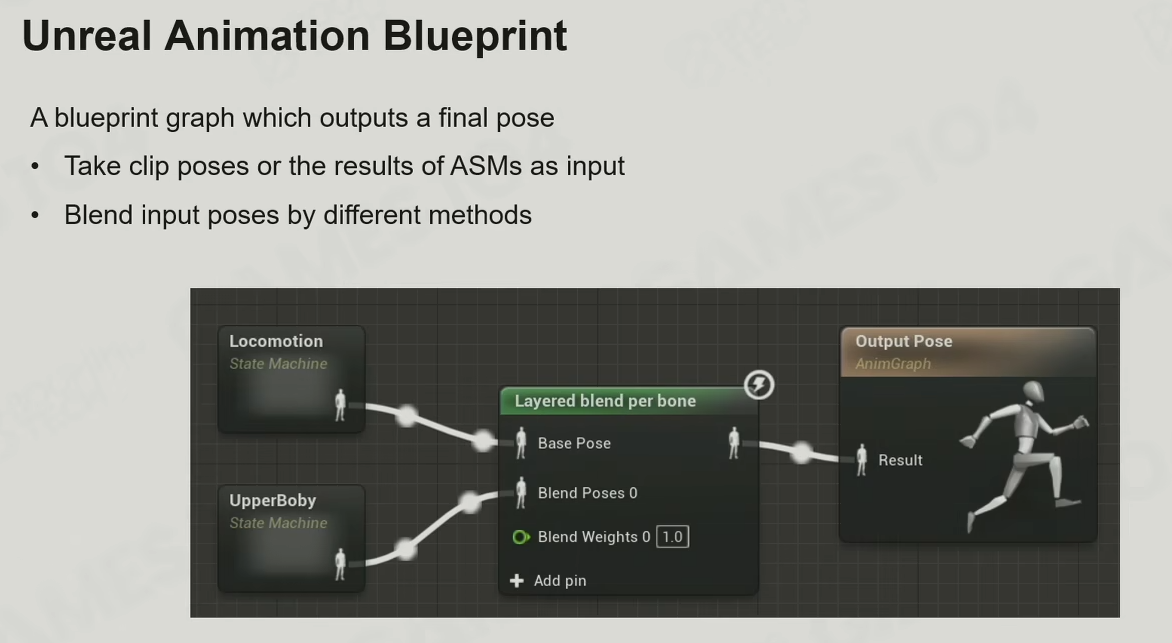 Unreal Animation Blueprint
A blueprint graph which outputs a final pose
• Take clip poses or the results of ASMs as input
• Blend input poses by different methods
Locomotion
State Machine
UpperBoby
State Machine
Layered blend per bone
Base Pose
Blend Poses 0
Blend Weights 0 1.0
Add pin
Output Pose
AnimGraph
Result
GAMES 104